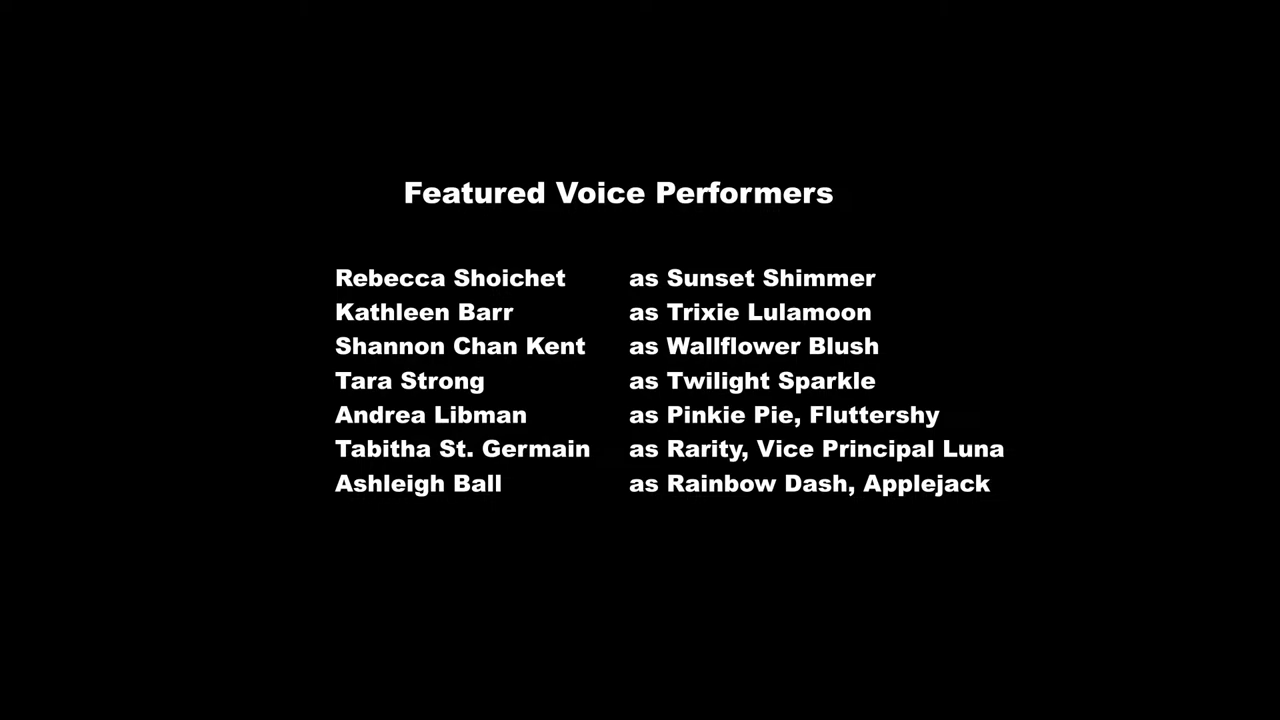 Featured Voice Performers
Rebecca Shoichet as Sunset Shimmer
Kathleen Barr as Trixie Lulamoon
Shannon Chan Kent as Wallflower Blush
Tara Strong as Twilight Sparkle
Andrea Libman as Pinkie Pie, Fluttershy
Tabitha St. Germain as Rarity, Vice Principal Luna
Ashleigh Ball as Rainbow Dash, Applejack